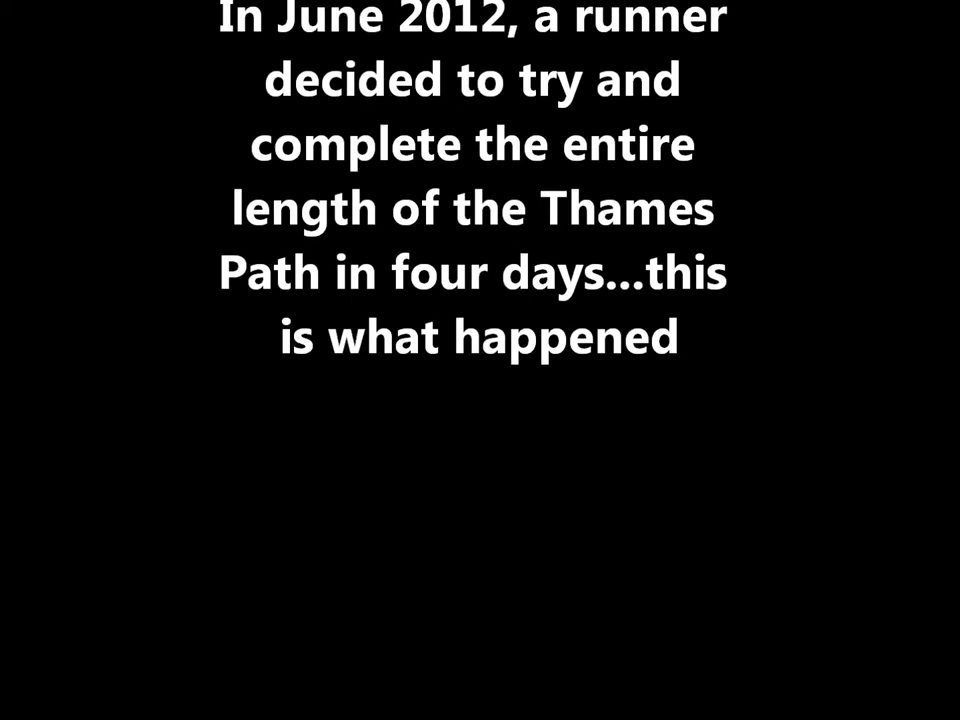 In June 2012, a runner
decided to try and
complete the entire
length of the Thames
Path in four days...this
is what happened